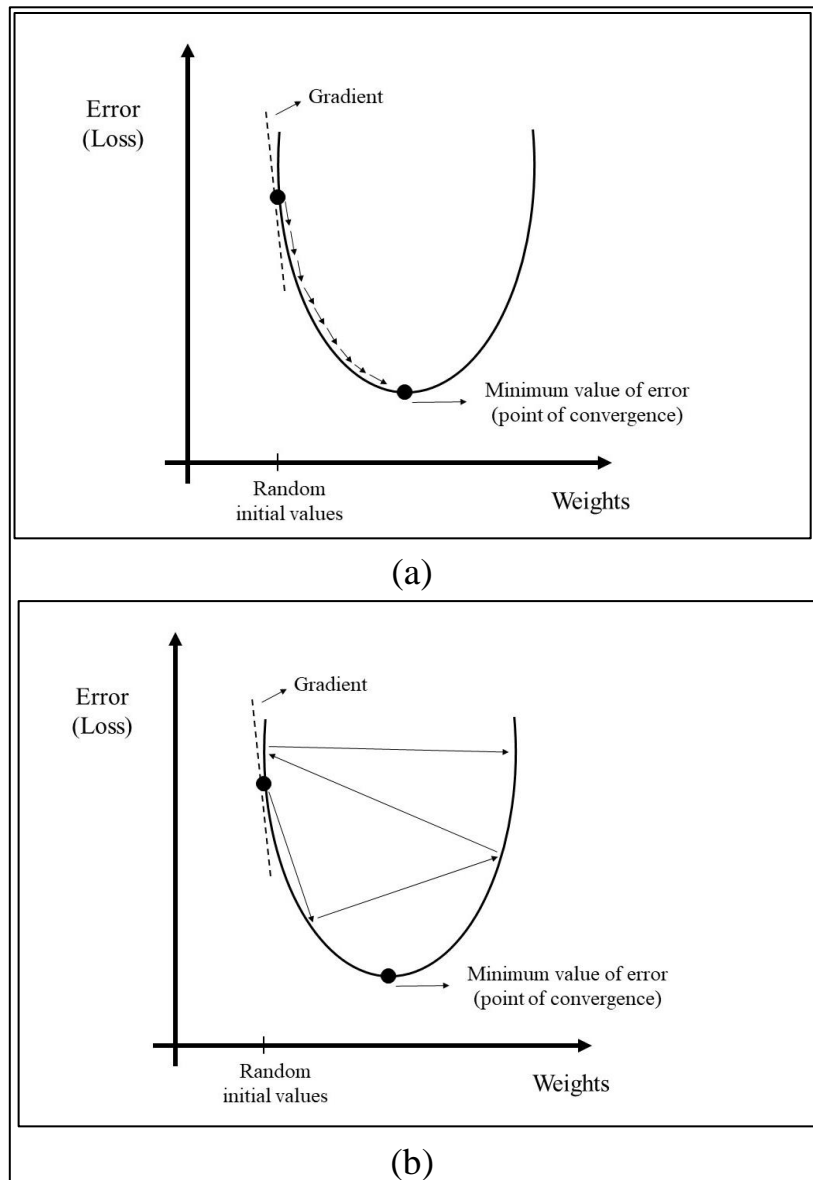 Error
(Loss)
Gradient
Minimum value of error
(point of convergence)
Random
initial values
Weights
(a)
Error
(Loss)
Gradient
Minimum value of error
(point of convergence)
Random
initial values
Weights
(b)